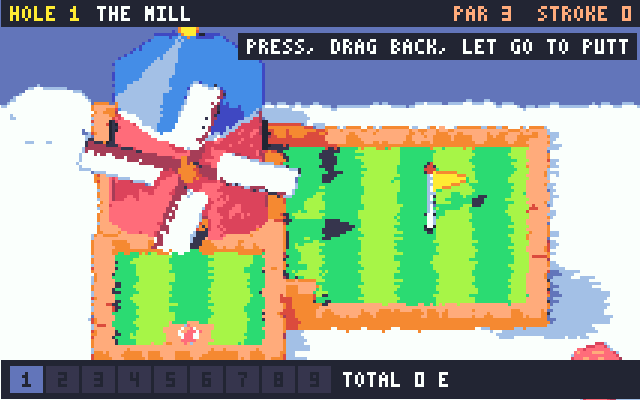 HOLE 1 THE MILL PAR 3 STROKE 0
PRESS, DRAG BACK, LET GO TO PUTT
1 2 3 4 5 6 7 8 9 TOTAL 0 E